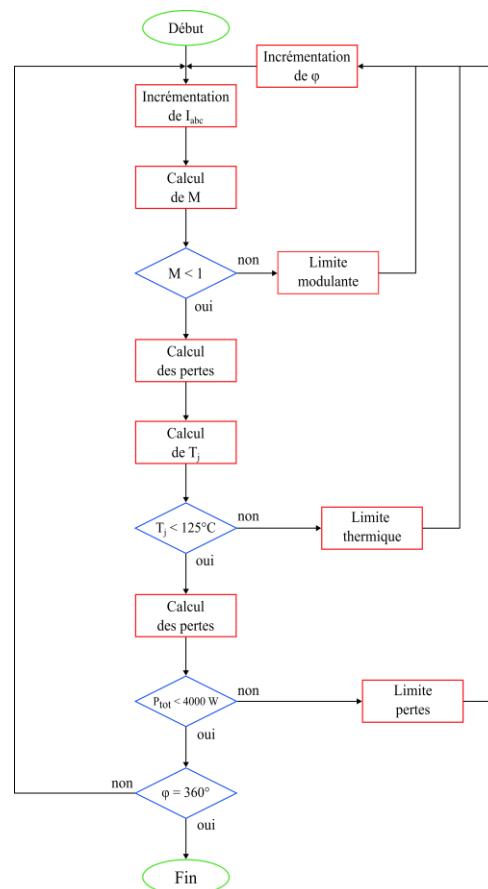 Début
Incrémentation
de φ
Incrémentation
de Iabc
Calcul
de M
M < 1
non
Limite
modulante
oui
Calcul
des pertes
Calcul
de Tj
Tj < 125°C
non
Limite
thermique
oui
Calcul
des pertes
Ptot < 4000 W
non
Limite
pertes
oui
non
φ = 360°
oui
Fin